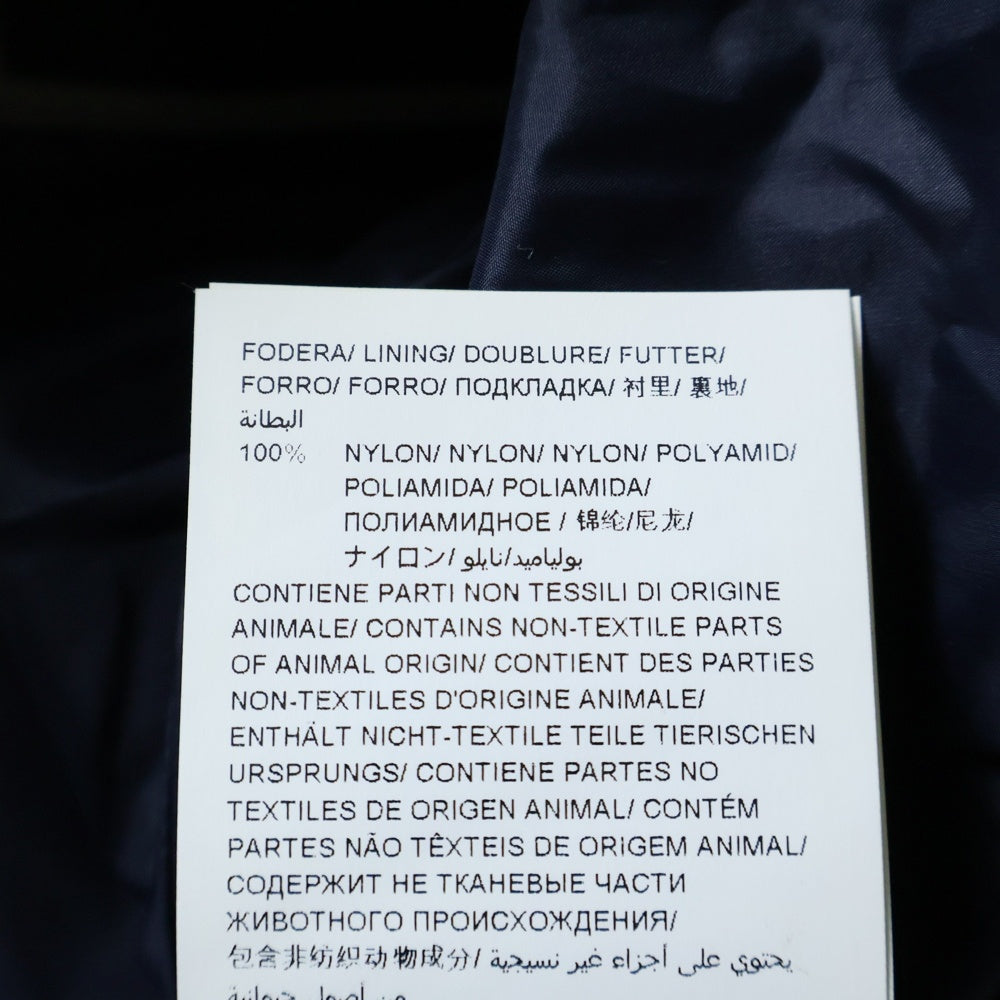 FODERA/ LINING/ DOUBLURE/ FUTTER/
FORRO/ FORRO/ ПОДКЛАДКА/ 衬里/ 裏地/
البطانة
100% NYLON/ NYLON/ NYLON/ POLYAMID/
POLIAMIDA/ POLIAMIDA/
ПОЛИАМИДНОЕ / 锦纶/尼龙/
ナイロン/ بولياميد/نايلو
CONTIENE PARTI NON TESSILI DI ORIGINE
ANIMALE/ CONTAINS NON-TEXTILE PARTS
OF ANIMAL ORIGIN/ CONTIENT DES PARTIES
NON-TEXTILES D'ORIGINE ANIMALE/
ENTHÄLT NICHT-TEXTILE TEILE TIERISCHEN
URSPRUNGS/ CONTIENE PARTES NO
TEXTILES DE ORIGEN ANIMAL/ CONTÉM
PARTES NÃO TÊXTEIS DE ORIGEM ANIMAL/
СОДЕРЖИТ НЕ ТКАНЕВЫЕ ЧАСТИ
ЖИВОТНОГО ПРОИСХОЖДЕНИЯ/
包含非纺织动物成分/ يحتوي على أجزاء غير نسيجية
من أصول حيوانية